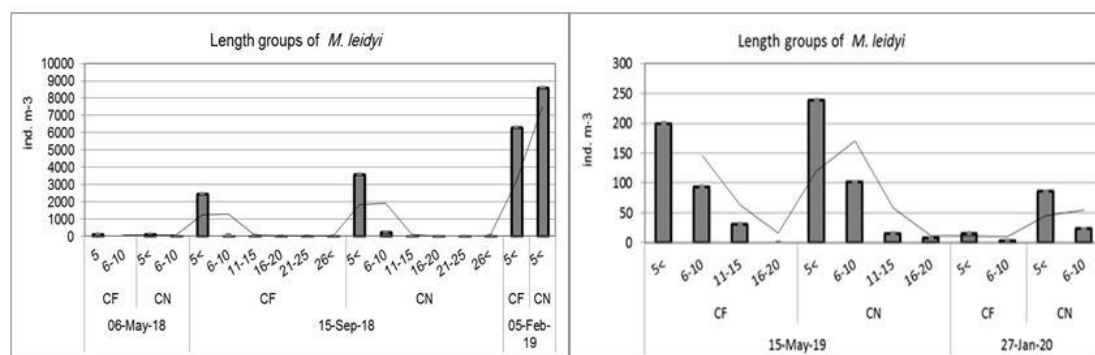 Length groups of M. leidyi
10000
9000
8000
7000
6000
5000
4000
3000
2000
1000
0
ind. m-3
5 6-10 5< 6-10 5< 6-10 11-15 16-20 21-25 26< 5< 6-10 11-15 16-20 21-25 26< 5< 5<
CF CN CF CN CF CN
06-May-18 15-Sep-18 05-Feb-
19
Length groups of M. leidyi
300
250
200
150
100
50
0
ind. m-3
5< 6-10 11-15 16-20 5< 6-10 11-15 16-20 5< 6-10 5< 6-10
CF CN CF CN
15-May-19 27-Jan-20